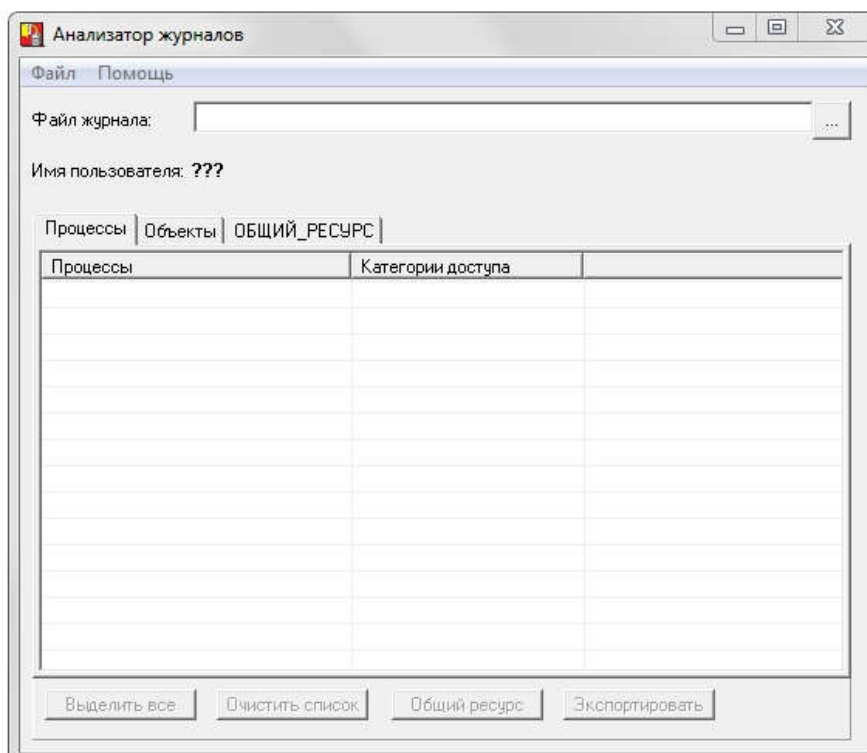 Анализатор журналов
Файл Помощь
Файл журнала: ...
Имя пользователя: ???
Процессы Объекты ОБЩИЙ_РЕСУРС
Процессы Категории доступа
Выделить все Очистить список Общий ресурс Экспортировать